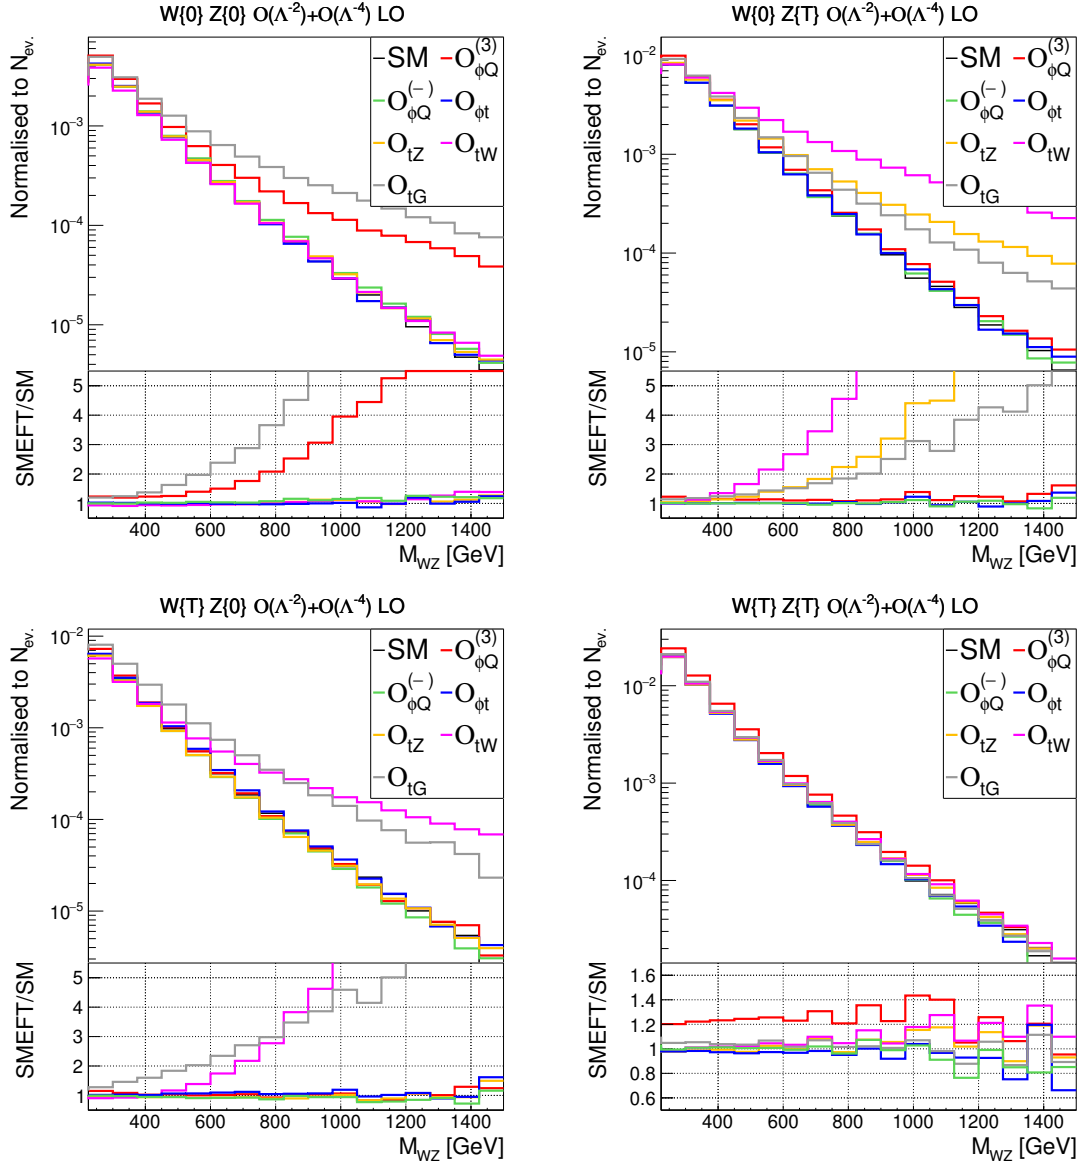 W{0} Z{0} O(Λ⁻²)+O(Λ⁻⁴) LO
Normalised to N_ev.
SM O_φQ^(3)
O_φQ^(−) O_φt
O_tZ O_tW
O_tG
10⁻³
10⁻⁴
10⁻⁵
SMEFT/SM
5
4
3
2
1
400 600 800 1000 1200 1400
M_WZ [GeV]
W{0} Z{T} O(Λ⁻²)+O(Λ⁻⁴) LO
Normalised to N_ev.
SM O_φQ^(3)
O_φQ^(−) O_φt
O_tZ O_tW
O_tG
10⁻²
10⁻³
10⁻⁴
10⁻⁵
SMEFT/SM
5
4
3
2
1
400 600 800 1000 1200 1400
M_WZ [GeV]
W{T} Z{0} O(Λ⁻²)+O(Λ⁻⁴) LO
Normalised to N_ev.
SM O_φQ^(3)
O_φQ^(−) O_φt
O_tZ O_tW
O_tG
10⁻²
10⁻³
10⁻⁴
10⁻⁵
SMEFT/SM
5
4
3
2
1
400 600 800 1000 1200 1400
M_WZ [GeV]
W{T} Z{T} O(Λ⁻²)+O(Λ⁻⁴) LO
Normalised to N_ev.
SM O_φQ^(3)
O_φQ^(−) O_φt
O_tZ O_tW
O_tG
10⁻²
10⁻³
10⁻⁴
SMEFT/SM
1.6
1.4
1.2
1.0
0.8
0.6
400 600 800 1000 1200 1400
M_WZ [GeV]